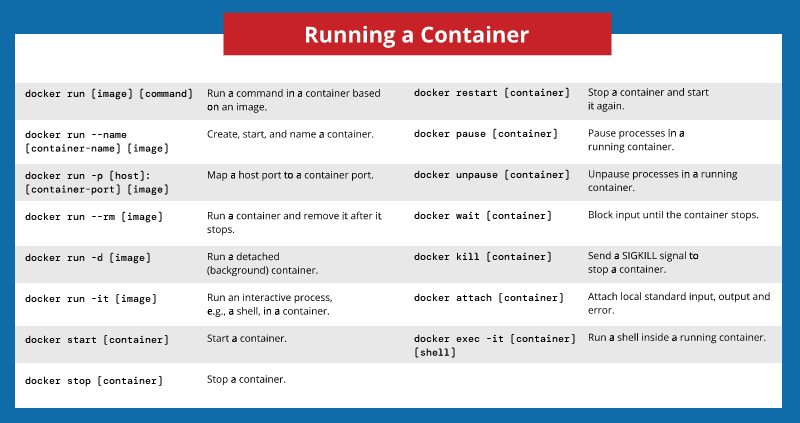 Running a Container
docker run [image] [command]
Run a command in a container based
on an image.
docker run --name
[container-name] [image]
Create, start, and name a container.
docker run -p [host]:
[container-port] [image]
Map a host port to a container port.
docker run --rm [image]
Run a container and remove it after it
stops.
docker run -d [image]
Run a detached
(background) container.
docker run -it [image]
Run an interactive process,
e.g., a shell, in a container.
docker start [container]
Start a container.
docker stop [container]
Stop a container.
docker restart [container]
Stop a container and start
it again.
docker pause [container]
Pause processes in a
running container.
docker unpause [container]
Unpause processes in a running
container.
docker wait [container]
Block input until the container stops.
docker kill [container]
Send a SIGKILL signal to
stop a container.
docker attach [container]
Attach local standard input, output and
error.
docker exec -it [container]
[shell]
Run a shell inside a running container.